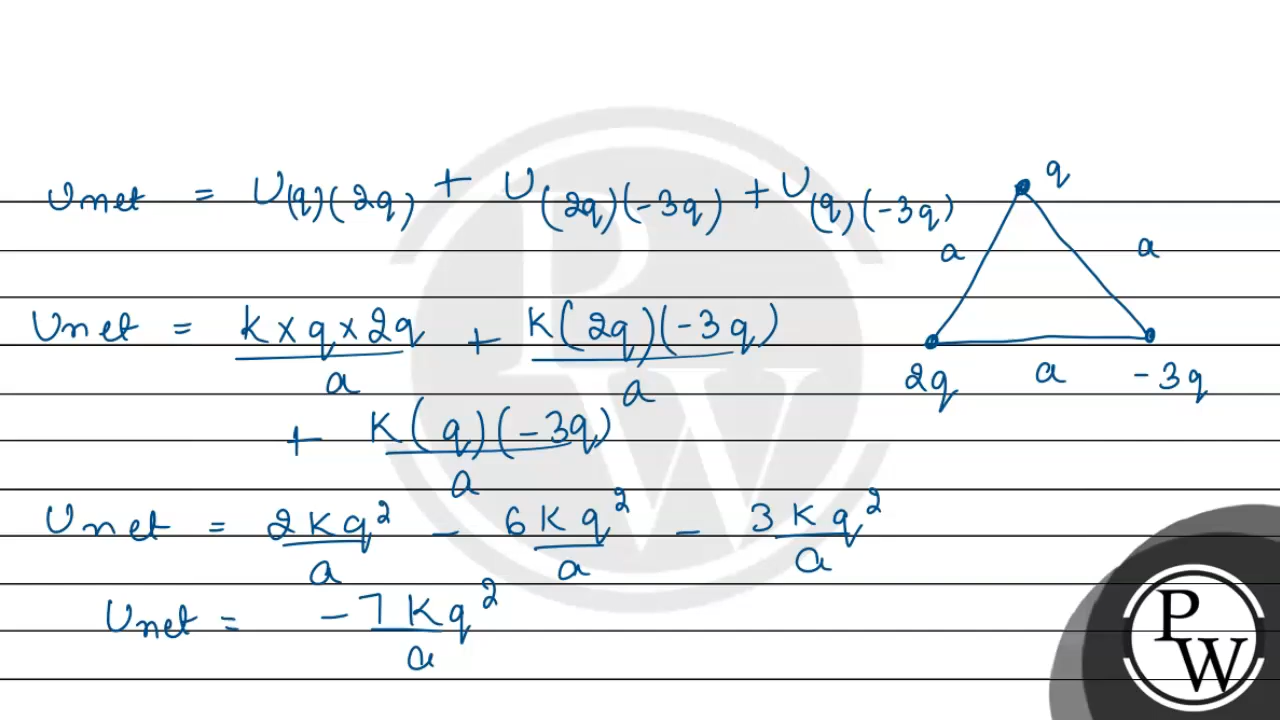 Unet = U(q)(2q) + U(2q)(-3q) + U(q)(-3q)
Unet = K×q×2q/a + K(2q)(-3q)/a
+ K(q)(-3q)/a
Unet = 2Kq²/a - 6Kq²/a - 3Kq²/a
Unet = -7Kq²/a
q
a a
2q a -3q
PW
PW